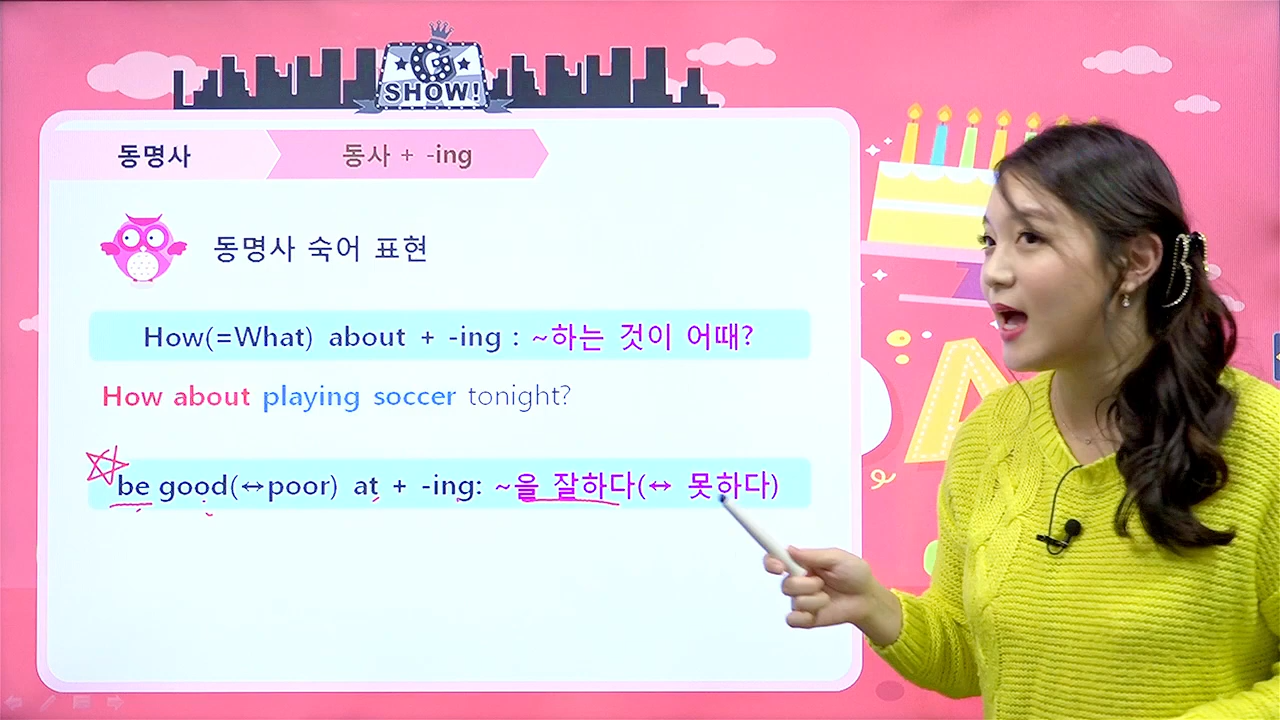 G
SHOW!
동명사
동사 + -ing
동명사 숙어 표현
How(=What) about + -ing : ~하는 것이 어때?
How about playing soccer tonight?
be good(↔poor) at + -ing: ~을 잘하다(↔ 못하다)
A